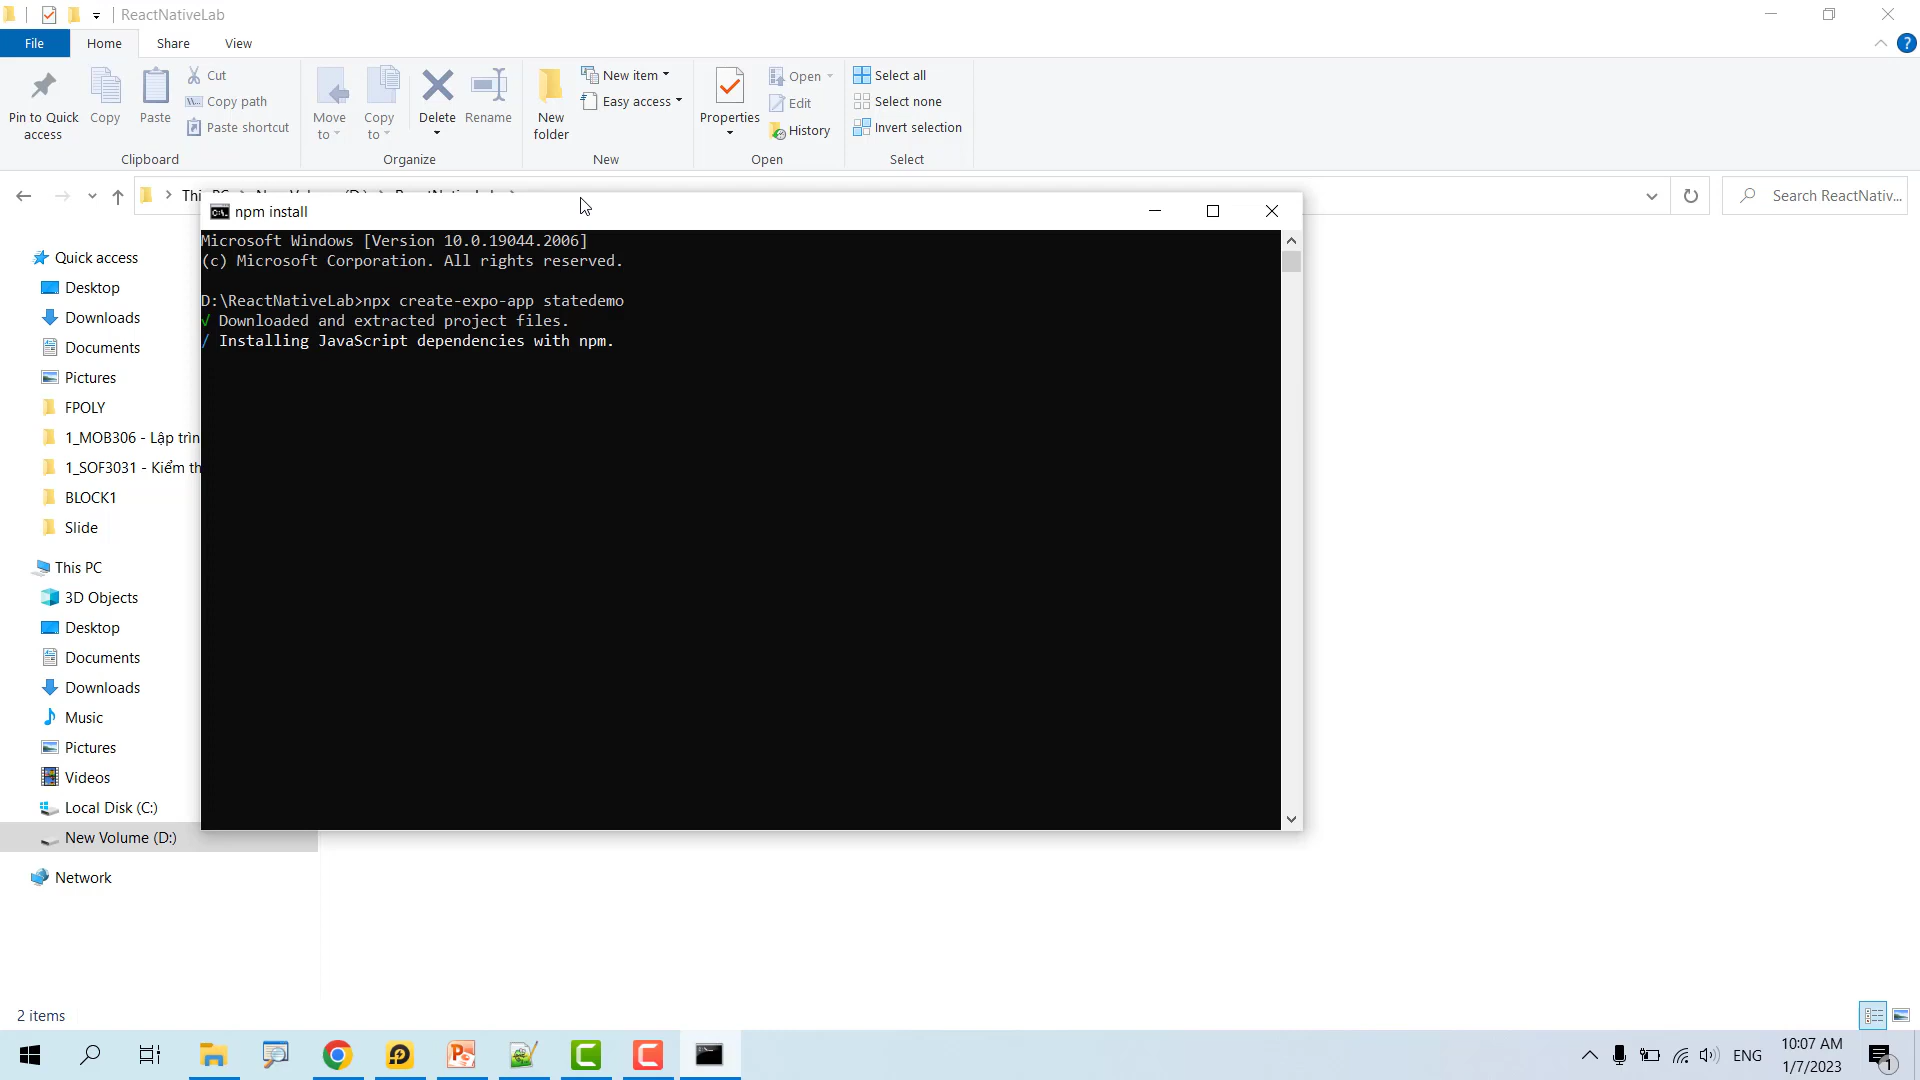 ReactNativeLab
File
Home
Share
View
Pin to Quick access
Copy
Paste
Cut
Copy path
Paste shortcut
Clipboard
Move to
Copy to
Delete
Rename
Organize
New folder
New item
Easy access
New
Properties
Open
Edit
History
Open
Select all
Select none
Invert selection
Select
Search ReactNativ...
npm install
Microsoft Windows [Version 10.0.19044.2006]
(c) Microsoft Corporation. All rights reserved.
D:\ReactNativeLab>npx create-expo-app statedemo
√ Downloaded and extracted project files.
/ Installing JavaScript dependencies with npm.
Quick access
Desktop
Downloads
Documents
Pictures
FPOLY
1_MOB306 - Lập trìn
1_SOF3031 - Kiểm th
BLOCK1
Slide
This PC
3D Objects
Desktop
Documents
Downloads
Music
Pictures
Videos
Local Disk (C:)
New Volume (D:)
Network
2 items
ENG
10:07 AM
1/7/2023
1